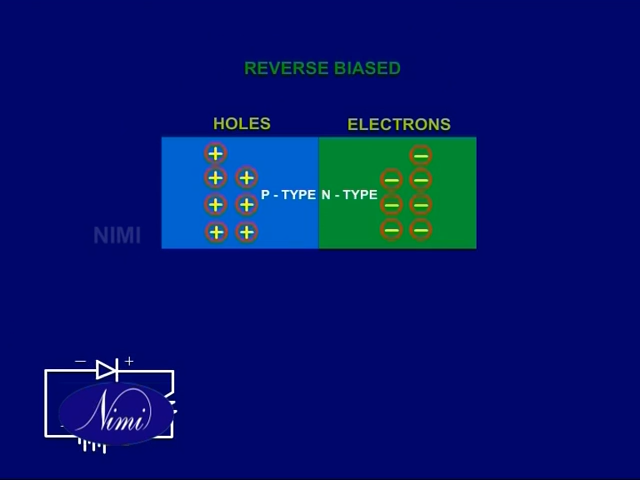 REVERSE BIASED
HOLES ELECTRONS
P - TYPE N - TYPE
NIMI
Nimi